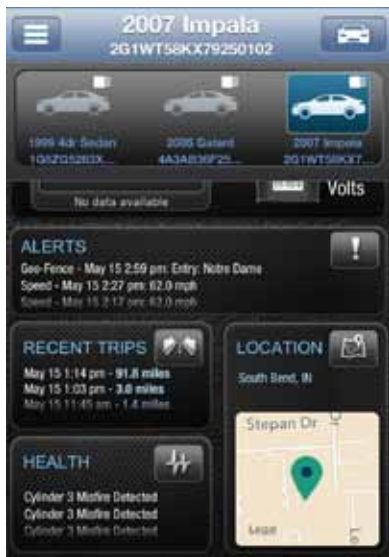 2007 Impala
2G1WT58KX79250102
1999 4dr Sedan
2005 Galant
2007 Impala
1G5ZG5283X...
4A3AB36F25...
2G1WT58KX7...
No data available
Volts
ALERTS
Geo-Fence - May 15 2:59 pm: Entry: Notre Dame
Speed - May 15 2:27 pm: 62.0 mph
Speed - May 15 2:17 pm: 62.0 mph
RECENT TRIPS
May 15 1:14 pm - 91.8 miles
May 15 1:03 pm - 3.8 miles
May 15 11:45 am - 1.4 miles
LOCATION
South Bend, IN
Stepan Dr
HEALTH
Cylinder 3 Misfire Detected
Cylinder 3 Misfire Detected
Cylinder 3 Misfire Detected